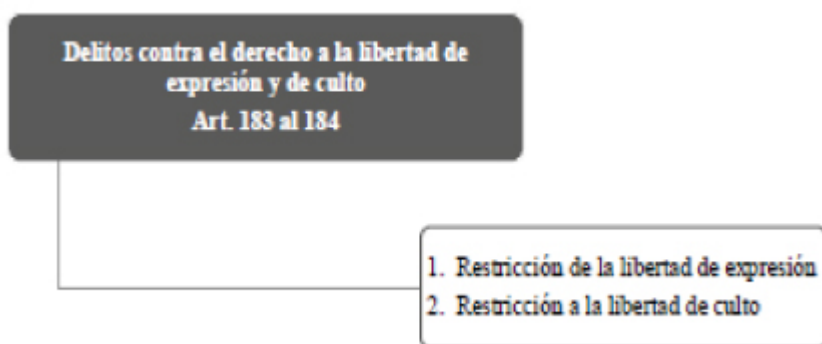 Delitos contra el derecho a la libertad de
expresión y de culto
Art. 183 al 184
1. Restricción de la libertad de expresión
2. Restricción a la libertad de culto